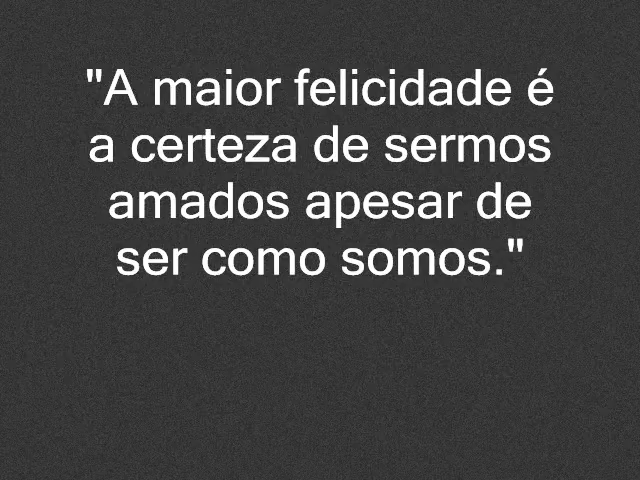 "A maior felicidade é
a certeza de sermos
amados apesar de
ser como somos."